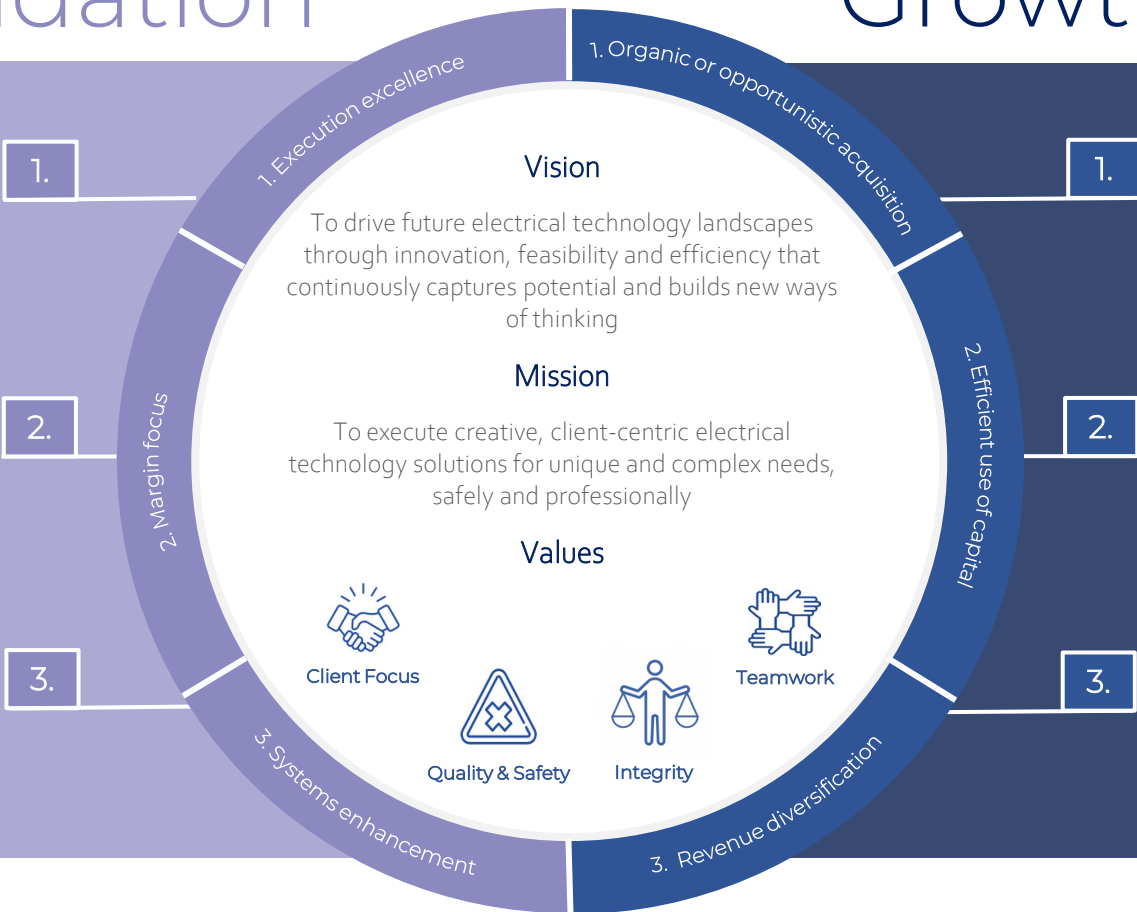 dation
Growt
1. Execution excellence
1. Organic or opportunistic acquisition
1.
1.
Vision
To drive future electrical technology landscapes
through innovation, feasibility and efficiency that
continuously captures potential and builds new ways
of thinking
Mission
2. Margin focus
2. Efficient use of capital
2.
2.
To execute creative, client-centric electrical
technology solutions for unique and complex needs,
safely and professionally
Values
3.
3.
Client Focus
Teamwork
Quality & Safety
Integrity
3. Systems enhancement
3. Revenue diversification